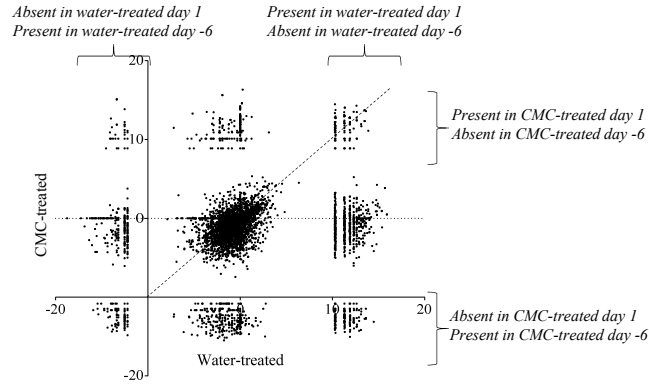 Absent in water-treated day 1
Present in water-treated day -6
Present in water-treated day 1
Absent in water-treated day -6
20
Present in CMC-treated day 1
Absent in CMC-treated day -6
10
CMC-treated
0
-20
0
10
20
Absent in CMC-treated day 1
Present in CMC-treated day -6
Water-treated
-20